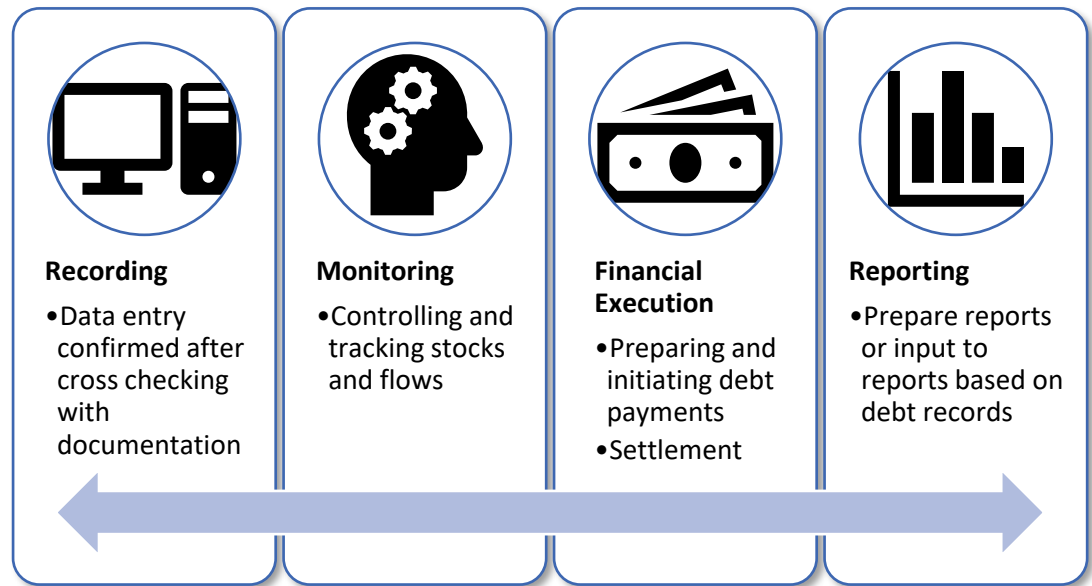 Recording
•Data entry
confirmed after
cross checking
with
documentation
Monitoring
•Controlling and
tracking stocks
and flows
Financial
Execution
•Preparing and
initiating debt
payments
•Settlement
Reporting
•Prepare reports
or input to
reports based on
debt records